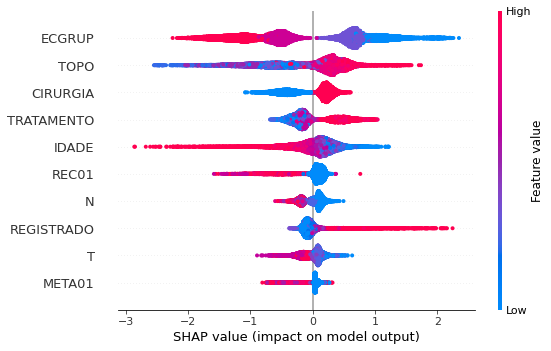 High
ECGRUP
TOPO
CIRURGIA
TRATAMENTO
IDADE
REC01
N
REGISTRADO
T
META01
Feature value
Low
−3 −2 −1 0 1 2
SHAP value (impact on model output)